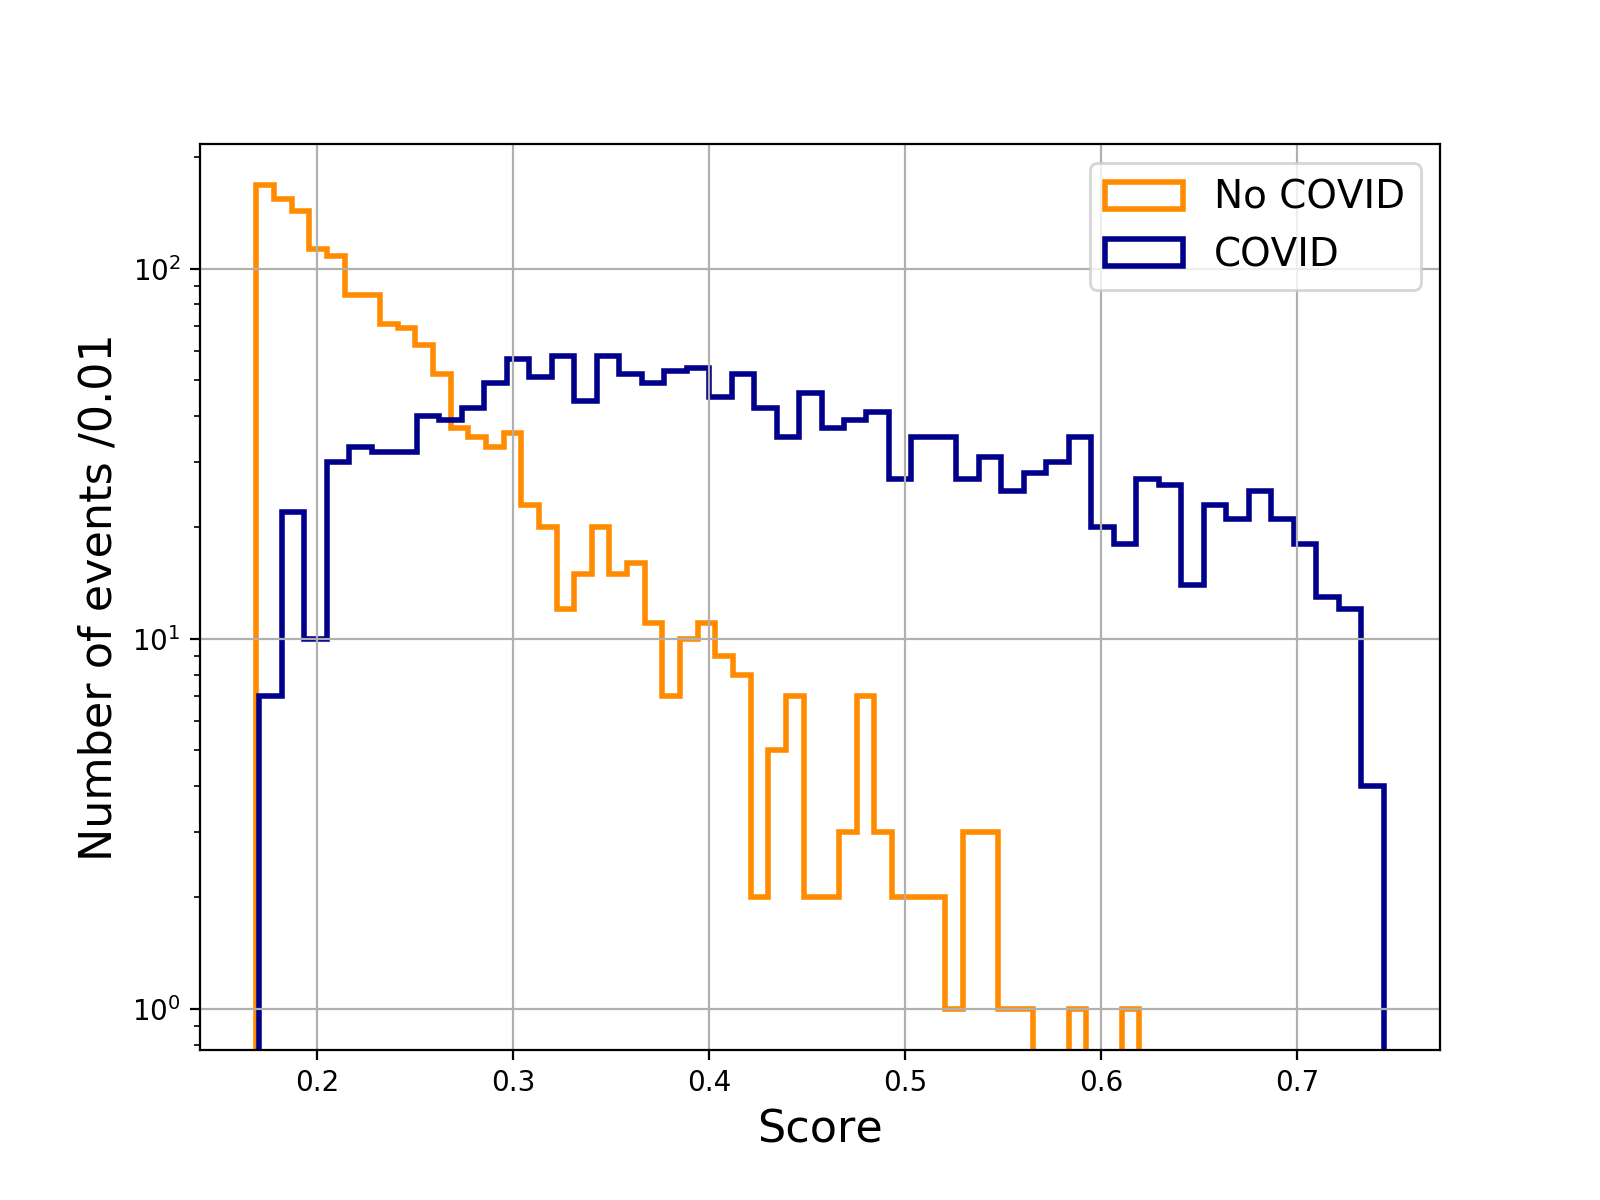 No COVID
COVID
Number of events /0.01
10²
10¹
10⁰
0.2 0.3 0.4 0.5 0.6 0.7
Score